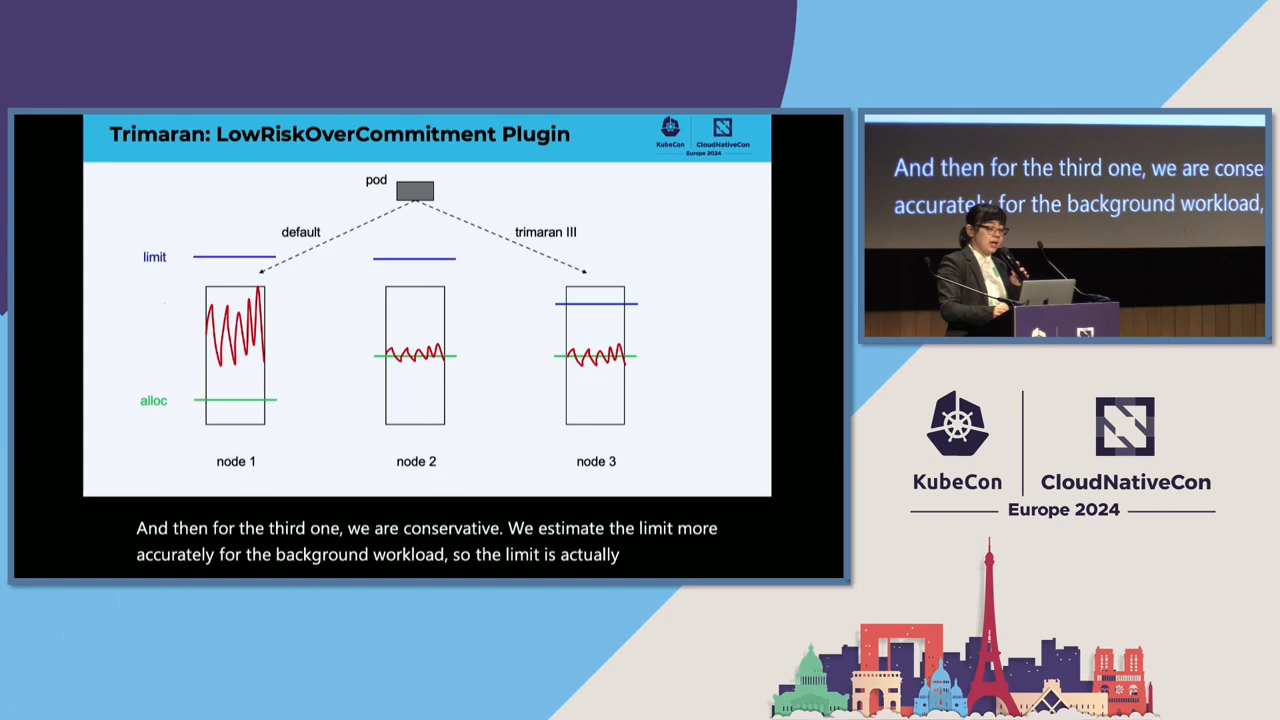 Trimaran: LowRiskOverCommitment Plugin
KubeCon
CloudNativeCon
Europe 2024
pod
default
trimaran III
limit
alloc
node 1
node 2
node 3
And then for the third one, we are conservative. We estimate the limit more
accurately for the background workload, so the limit is actually
And then for the third one, we are conse
accurately for the background workload,
KubeCon
CloudNativeCon
Europe 2024